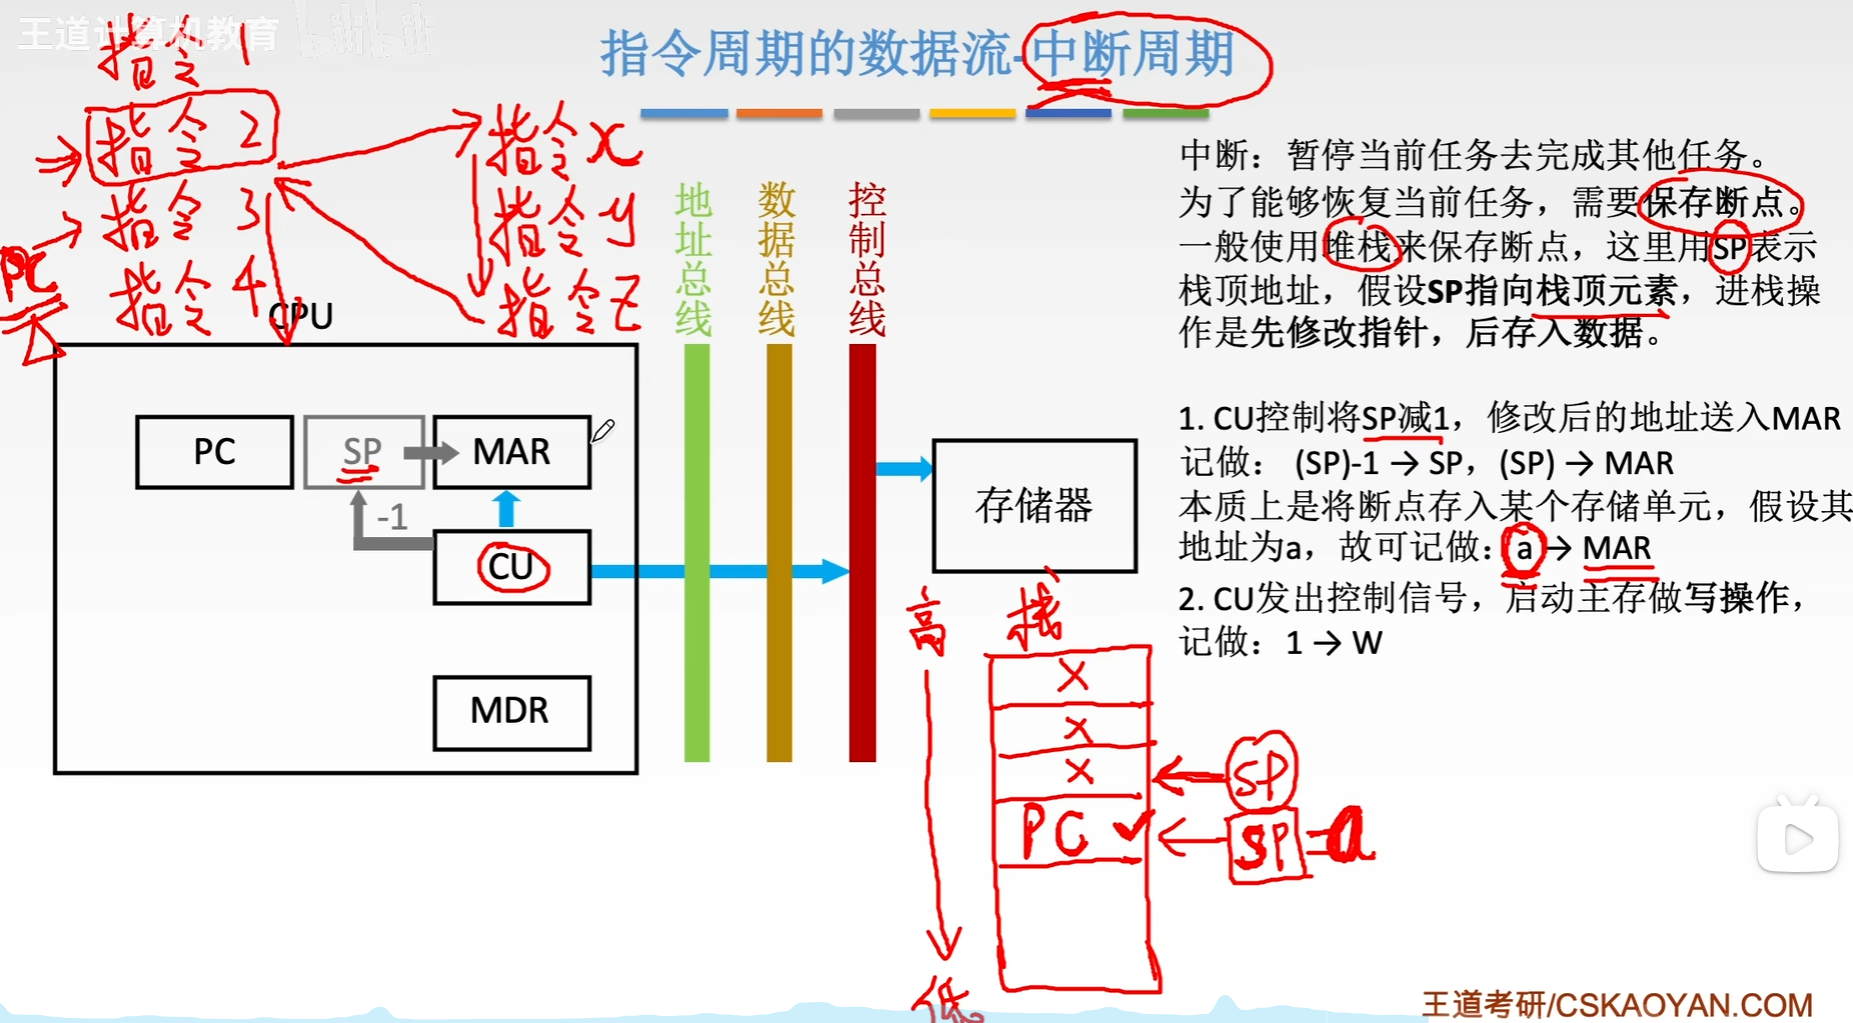 王道计算机教育 bilibili
指令周期的数据流-中断周期
指令1
指令2
指令3
指令4
PC
指令x
指令y
指令z
CPU
地址总线
数据总线
控制总线
PC
SP
MAR
-1
CU
MDR
存储器
中断：暂停当前任务去完成其他任务。
为了能够恢复当前任务，需要保存断点。
一般使用堆栈来保存断点，这里用SP表示
栈顶地址，假设SP指向栈顶元素，进栈操
作是先修改指针，后存入数据。
1. CU控制将SP减1，修改后的地址送入MAR
记做： (SP)-1 → SP，(SP) → MAR
本质上是将断点存入某个存储单元，假设其
地址为a，故可记做：a → MAR
2. CU发出控制信号，启动主存做写操作，
记做：1 → W
高
栈
X
X
X
SP
PC ✓
SP =a
低
王道考研/CSKAOYAN.COM